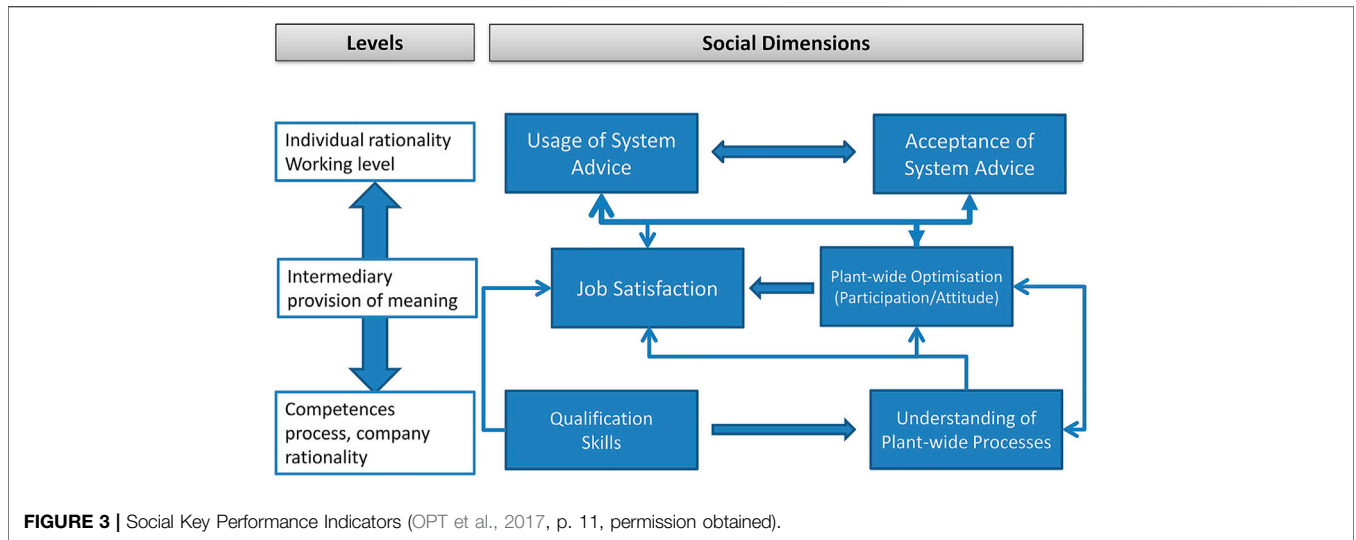 Levels
Social Dimensions
Individual rationality
Working level
Usage of System
Advice
Acceptance of
System Advice
Intermediary
provision of meaning
Job Satisfaction
Plant-wide Optimisation
(Participation/Attitude)
Competences
process, company
rationality
Qualification
Skills
Understanding of
Plant-wide Processes
FIGURE 3 | Social Key Performance Indicators (OPT et al., 2017, p. 11, permission obtained).